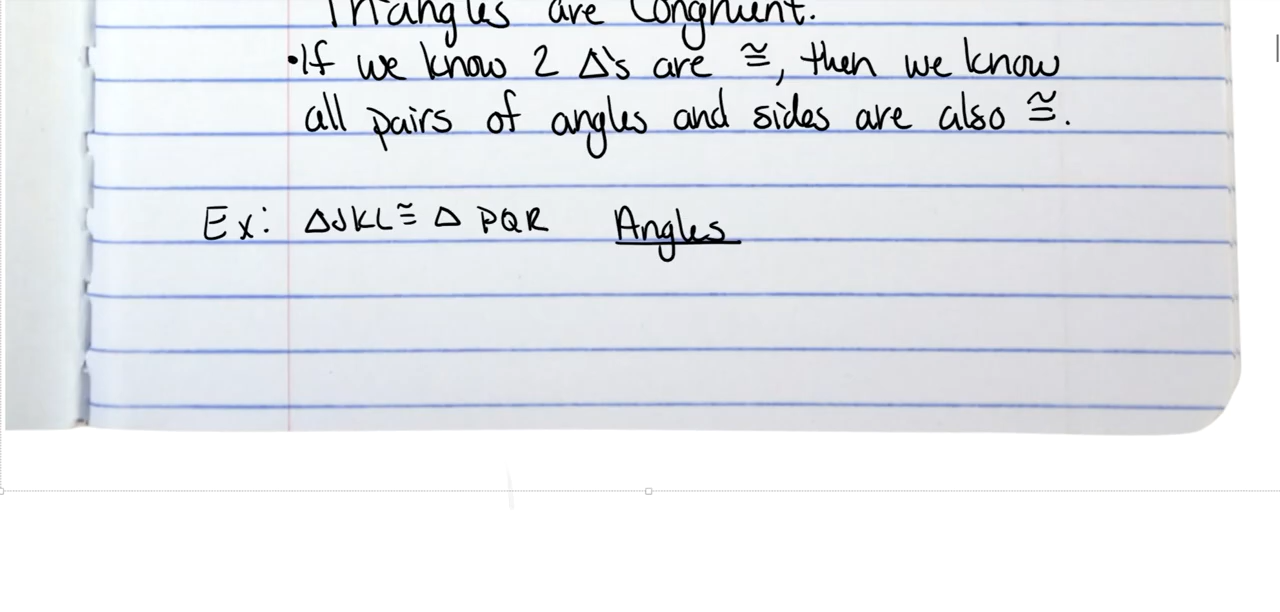 Triangles are congruent.
•If we know 2 Δ's are ≅, then we know
all pairs of angles and sides are also ≅.
Ex: ΔJKL ≅ Δ PQR Angles